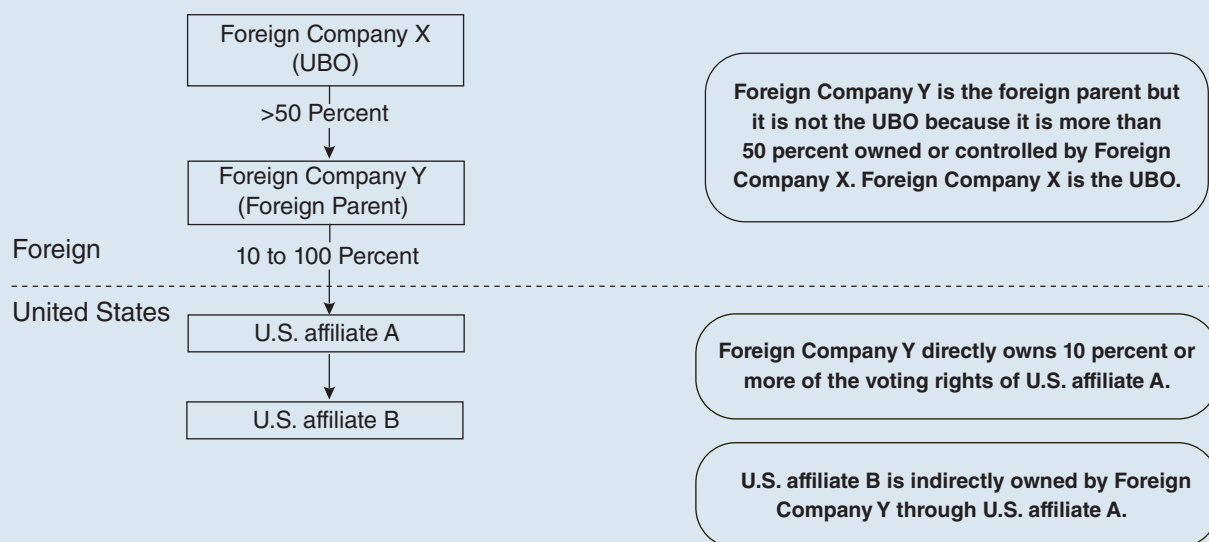 Foreign Company X
(UBO)
>50 Percent
Foreign Company Y
(Foreign Parent)
Foreign
10 to 100 Percent
United States
U.S. affiliate A
U.S. affiliate B
Foreign Company Y is the foreign parent but
it is not the UBO because it is more than
50 percent owned or controlled by Foreign
Company X. Foreign Company X is the UBO.
Foreign Company Y directly owns 10 percent or
more of the voting rights of U.S. affiliate A.
U.S. affiliate B is indirectly owned by Foreign
Company Y through U.S. affiliate A.